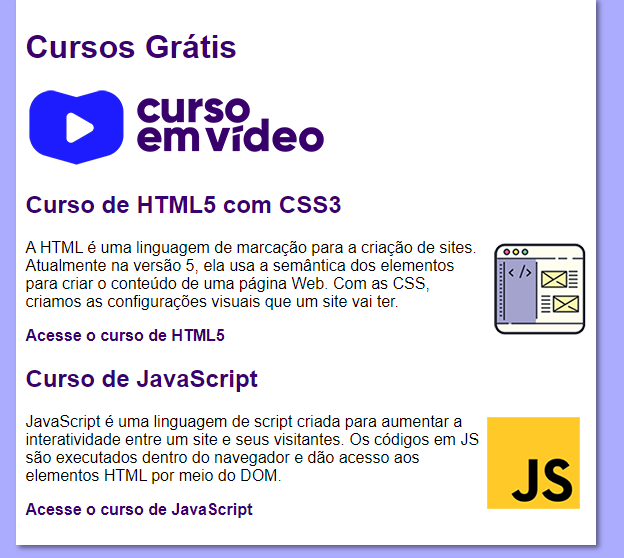 Cursos Grátis
curso
em vídeo
Curso de HTML5 com CSS3
A HTML é uma linguagem de marcação para a criação de sites.
Atualmente na versão 5, ela usa a semântica dos elementos
para criar o conteúdo de uma página Web. Com as CSS,
criamos as configurações visuais que um site vai ter.
</>
Acesse o curso de HTML5
Curso de JavaScript
JavaScript é uma linguagem de script criada para aumentar a
interatividade entre um site e seus visitantes. Os códigos em JS
são executados dentro do navegador e dão acesso aos
elementos HTML por meio do DOM.
JS
Acesse o curso de JavaScript